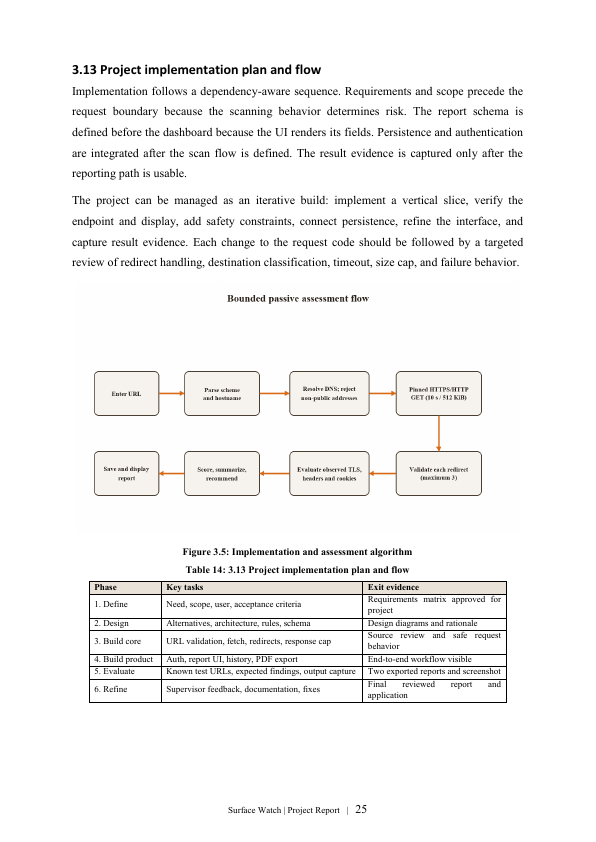 3.13 Project implementation plan and flow
Implementation follows a dependency-aware sequence. Requirements and scope precede the
request boundary because the scanning behavior determines risk. The report schema is
defined before the dashboard because the UI renders its fields. Persistence and authentication
are integrated after the scan flow is defined. The result evidence is captured only after the
reporting path is usable.
The project can be managed as an iterative build: implement a vertical slice, verify the
endpoint and display, add safety constraints, connect persistence, refine the interface, and
capture result evidence. Each change to the request code should be followed by a targeted
review of redirect handling, destination classification, timeout, size cap, and failure behavior.
Bounded passive assessment flow
Enter URL
Parse scheme
and hostname
Resolve DNS; reject
non-public addresses
Pinned HTTPS/HTTP
GET (10 s / 512 KiB)
Validate each redirect
(maximum 3)
Evaluate observed TLS,
headers and cookies
Score, summarize,
recommend
Save and display
report
Figure 3.5: Implementation and assessment algorithm
Table 14: 3.13 Project implementation plan and flow
Phase Key tasks Exit evidence
1. Define Need, scope, user, acceptance criteria Requirements matrix approved for
project
2. Design Alternatives, architecture, rules, schema Design diagrams and rationale
3. Build core URL validation, fetch, redirects, response cap Source review and safe request
behavior
4. Build product Auth, report UI, history, PDF export End-to-end workflow visible
5. Evaluate Known test URLs, expected findings, output capture Two exported reports and screenshot
6. Refine Supervisor feedback, documentation, fixes Final reviewed report and
application
Surface Watch | Project Report | 25